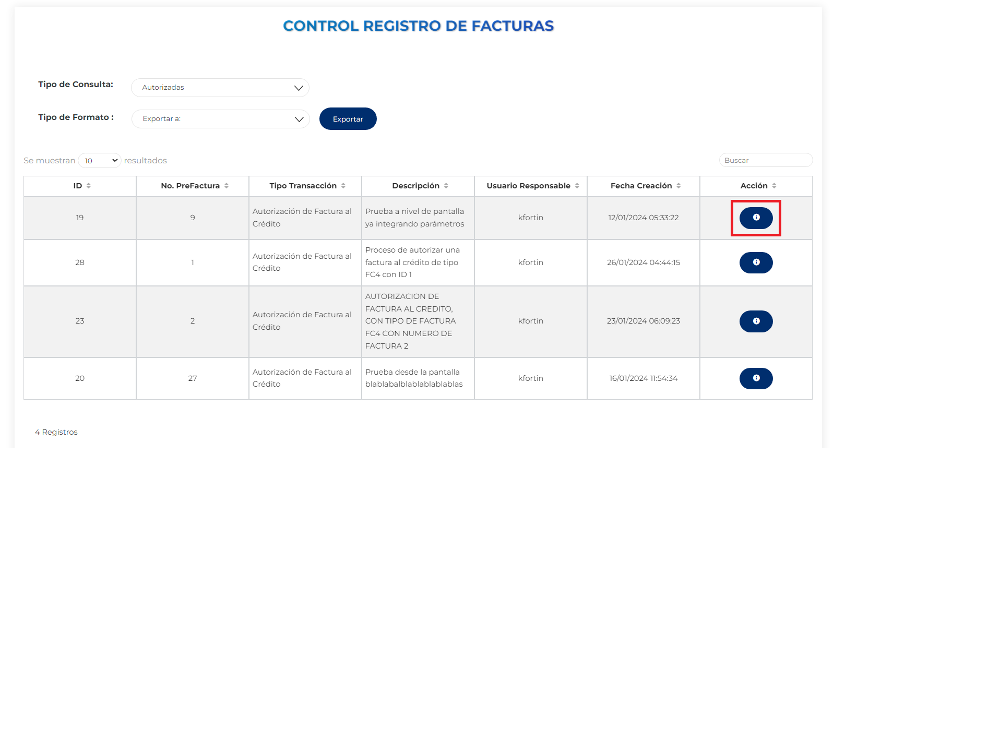 CONTROL REGISTRO DE FACTURAS
Tipo de Consulta:
Autorizadas
Tipo de Formato :
Exportar a:
Exportar
Se muestran 10 resultados
Buscar
ID
No. PreFactura
Tipo Transacción
Descripción
Usuario Responsable
Fecha Creación
Acción
19
9
Autorización de Factura al
Crédito
Prueba a nivel de pantalla
ya integrando parámetros
kfortin
12/01/2024 05:33:22
28
1
Autorización de Factura al
Crédito
Proceso de autorizar una
factura al crédito de tipo
FC4 con ID 1
kfortin
26/01/2024 04:44:15
23
2
Autorización de Factura al
Crédito
AUTORIZACION DE
FACTURA AL CREDITO,
CON TIPO DE FACTURA
FC4 CON NUMERO DE
FACTURA 2
kfortin
23/01/2024 06:09:23
20
27
Autorización de Factura al
Crédito
Prueba desde la pantalla
blablabalblablablablablas
kfortin
16/01/2024 11:54:34
4 Registros